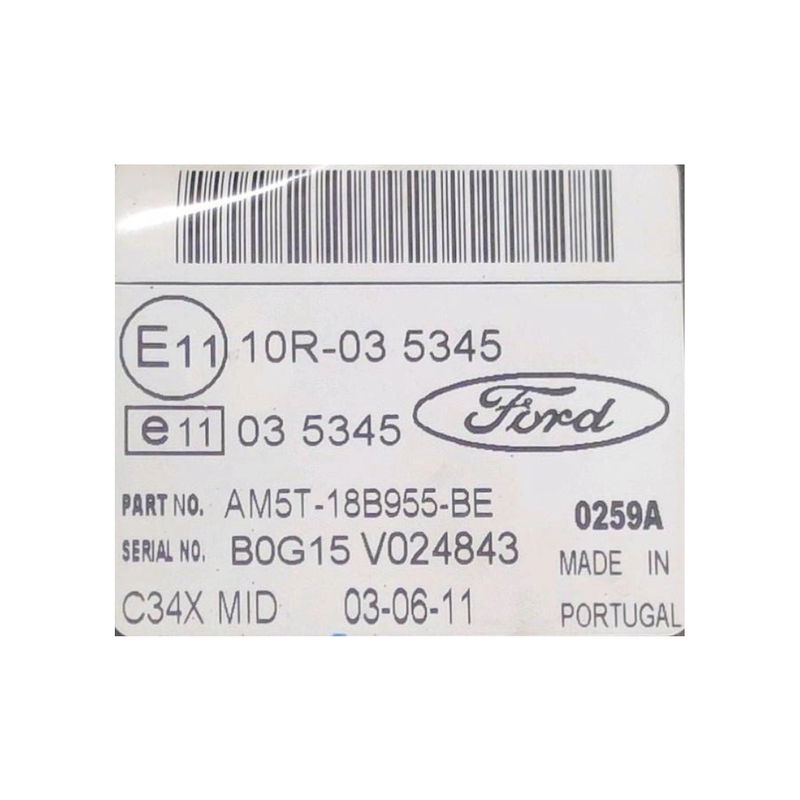 E11 10R-03 5345
e11 03 5345 Ford
PART NO. AM5T-18B955-BE 0259A
SERIAL NO. B0G15 V024843 MADE IN
C34X MID 03-06-11 PORTUGAL